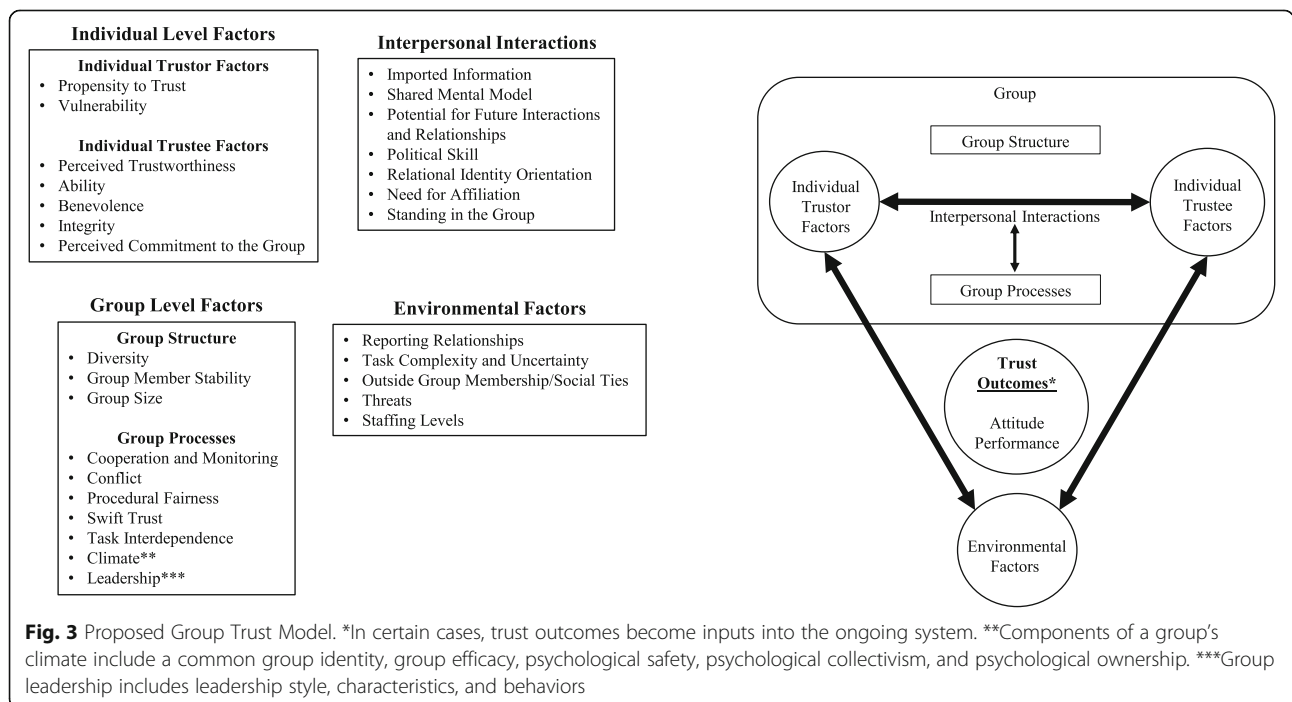 Individual Level Factors
Individual Trustor Factors
• Propensity to Trust
• Vulnerability
Individual Trustee Factors
• Perceived Trustworthiness
• Ability
• Benevolence
• Integrity
• Perceived Commitment to the Group
Interpersonal Interactions
• Imported Information
• Shared Mental Model
• Potential for Future Interactions
and Relationships
• Political Skill
• Relational Identity Orientation
• Need for Affiliation
• Standing in the Group
Group Level Factors
Group Structure
• Diversity
• Group Member Stability
• Group Size
Group Processes
• Cooperation and Monitoring
• Conflict
• Procedural Fairness
• Swift Trust
• Task Interdependence
• Climate**
• Leadership***
Environmental Factors
• Reporting Relationships
• Task Complexity and Uncertainty
• Outside Group Membership/Social Ties
• Threats
• Staffing Levels
Group
Group Structure
Individual
Trustor
Factors
Interpersonal Interactions
Individual
Trustee
Factors
Group Processes
Trust
Outcomes*
Attitude
Performance
Environmental
Factors
Fig. 3 Proposed Group Trust Model. *In certain cases, trust outcomes become inputs into the ongoing system. **Components of a group's
climate include a common group identity, group efficacy, psychological safety, psychological collectivism, and psychological ownership. ***Group
leadership includes leadership style, characteristics, and behaviors